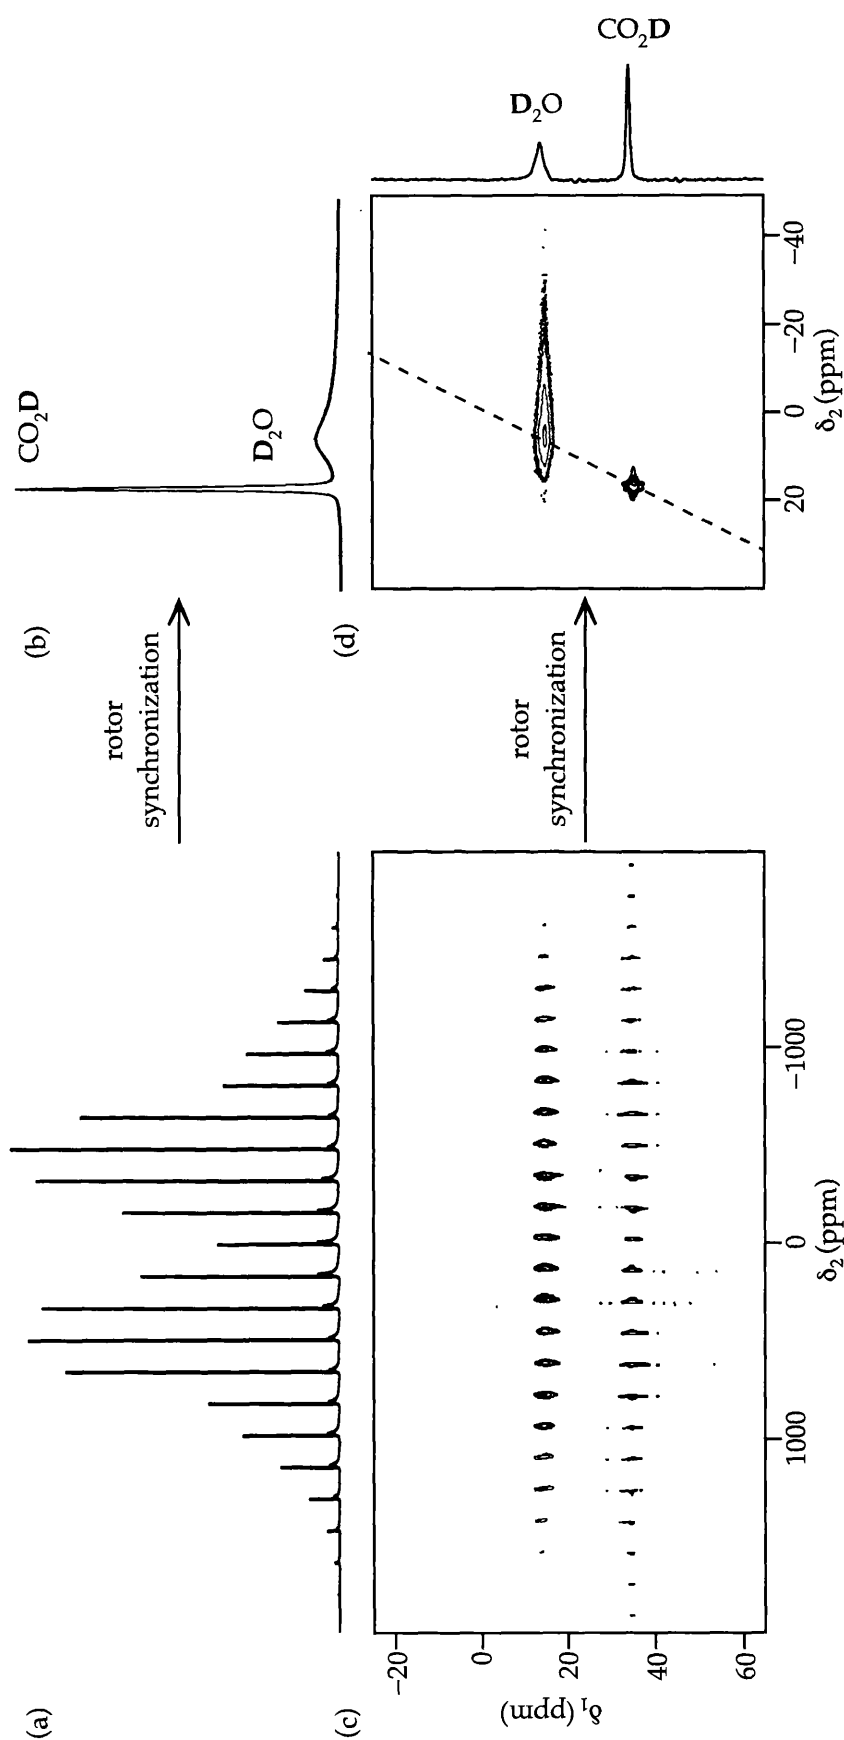 (a)
rotor
synchronization
(b)
CO₂D
D₂O
(c)
δ₁ (ppm)
−20
0
20
40
60
1000
0
−1000
δ₂ (ppm)
rotor
synchronization
(d)
20
0
−20
−40
δ₂ (ppm)
D₂O
CO₂D